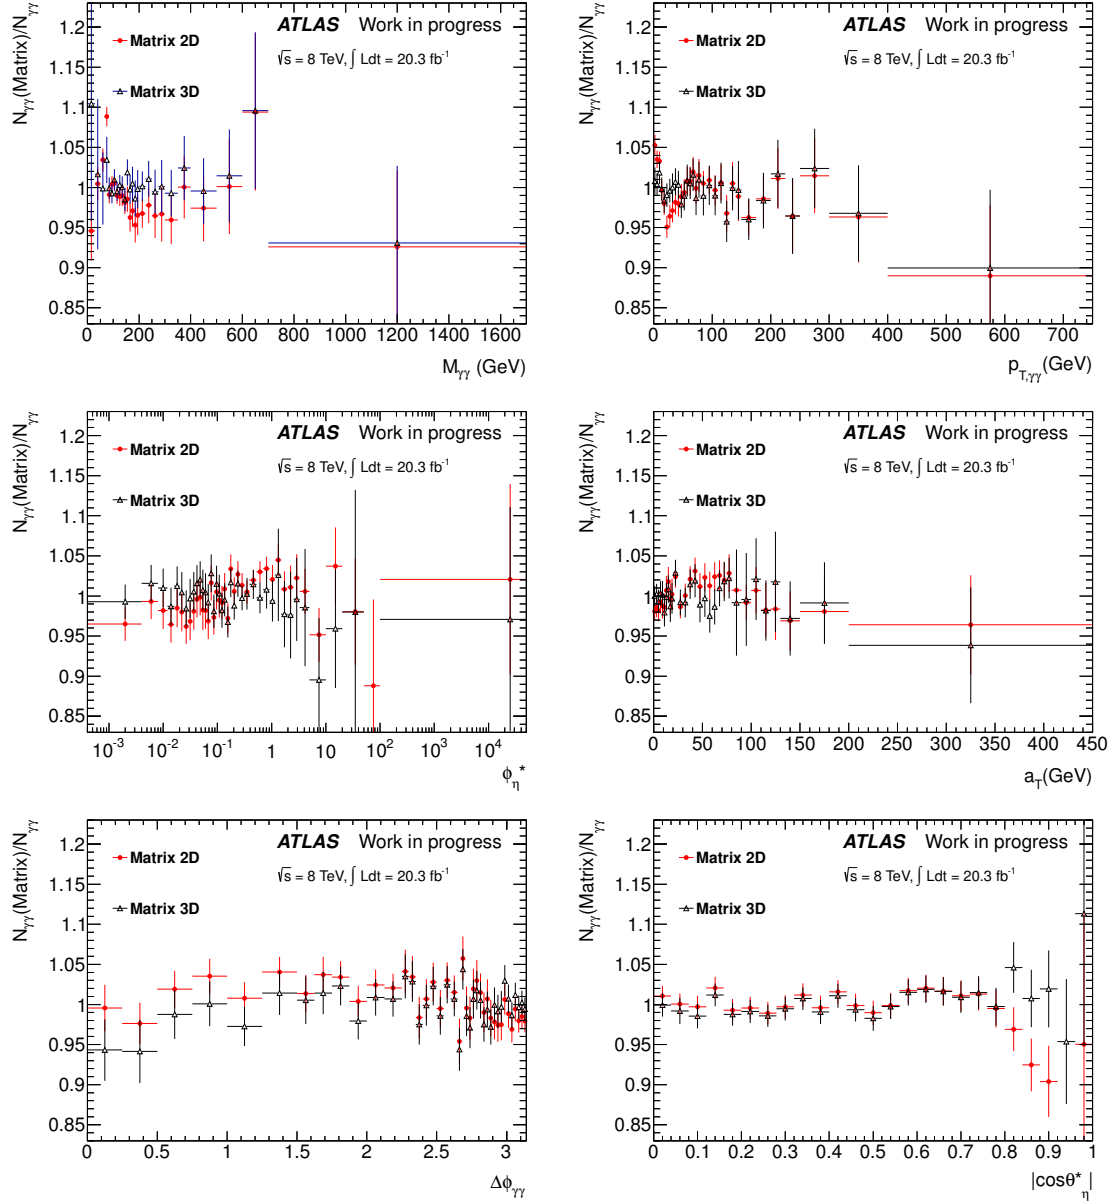 N_γγ(Matrix)/N_γγ
1.2
1.15
1.1
1.05
1
0.95
0.9
0.85
ATLAS Work in progress
√s = 8 TeV, ∫ Ldt = 20.3 fb⁻¹
Matrix 2D
Matrix 3D
0 200 400 600 800 1000 1200 1400 1600
M_γγ (GeV)
N_γγ(Matrix)/N_γγ
1.2
1.15
1.1
1.05
1
0.95
0.9
0.85
ATLAS Work in progress
√s = 8 TeV, ∫ Ldt = 20.3 fb⁻¹
Matrix 2D
Matrix 3D
0 100 200 300 400 500 600 700
p_T,γγ (GeV)
N_γγ(Matrix)/N_γγ
1.2
1.15
1.1
1.05
1
0.95
0.9
0.85
ATLAS Work in progress
√s = 8 TeV, ∫ Ldt = 20.3 fb⁻¹
Matrix 2D
Matrix 3D
10⁻³ 10⁻² 10⁻¹ 1 10 10² 10³ 10⁴
ϕ_η*
N_γγ(Matrix)/N_γγ
1.2
1.15
1.1
1.05
1
0.95
0.9
0.85
ATLAS Work in progress
√s = 8 TeV, ∫ Ldt = 20.3 fb⁻¹
Matrix 2D
Matrix 3D
0 50 100 150 200 250 300 350 400 450
a_T(GeV)
N_γγ(Matrix)/N_γγ
1.2
1.15
1.1
1.05
1
0.95
0.9
0.85
ATLAS Work in progress
√s = 8 TeV, ∫ Ldt = 20.3 fb⁻¹
Matrix 2D
Matrix 3D
0 0.5 1 1.5 2 2.5 3
Δϕ_γγ
N_γγ(Matrix)/N_γγ
1.2
1.15
1.1
1.05
1
0.95
0.9
0.85
ATLAS Work in progress
√s = 8 TeV, ∫ Ldt = 20.3 fb⁻¹
Matrix 2D
Matrix 3D
0 0.1 0.2 0.3 0.4 0.5 0.6 0.7 0.8 0.9 1
|cosθ*_η|